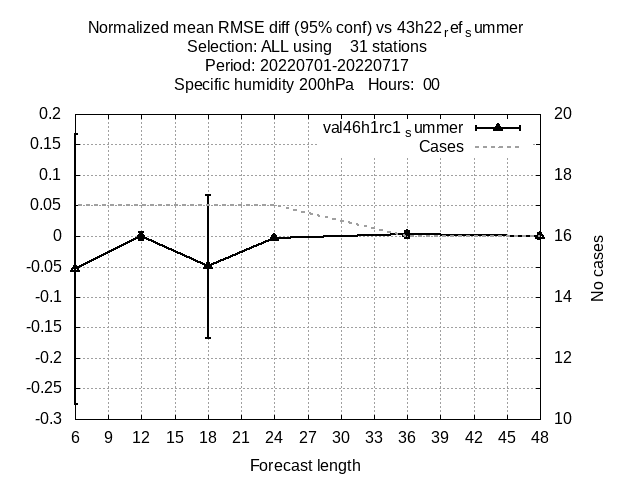 Normalized mean RMSE diff (95% conf) vs 43h22refsummer
Selection: ALL using 31 stations
Period: 20220701-20220717
Specific humidity 200hPa Hours: 00
val46h1rc1summer
Cases
0.2
0.15
0.1
0.05
0
-0.05
-0.1
-0.15
-0.2
-0.25
-0.3
20
18
16
14
12
10
No cases
6 9 12 15 18 21 24 27 30 33 36 39 42 45 48
Forecast length